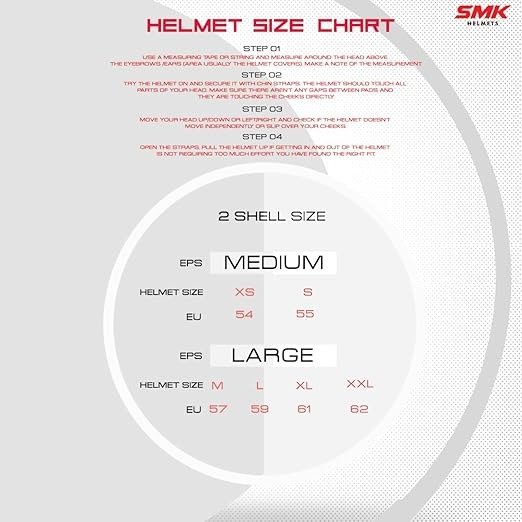 HELMET SIZE CHART
SMK
HELMETS
STEP 01
USE A MEASURING TAPE OR STRING AND MEASURE AROUND THE HEAD ABOVE
THE EYEBROWS &EARS (AREA USUALLY THE HELMET COVERS). MAKE A NOTE OF THE MEASUREMENT
STEP 02
TRY THE HELMET ON AND SECURE IT WITH CHIN STRAPS. THE HELMET SHOULD TOUCH ALL
PARTS OF YOUR HEAD. MAKE SURE THERE AREN'T ANY GAPS BETWEEN PADS AND
THEY ARE TOUCHING THE CHEEKS DIRECTLY
STEP 03
MOVE YOUR HEAD UP/DOWN OR LEFT/RIGHT AND CHECK IF THE HELMET DOESN'T
MOVE INDEPENDENTLY OR SLIP OVER YOUR CHEEKS.
STEP 04
OPEN THE STRAPS, PULL THE HELMET UP IF GETTING IN AND OUT OF THE HELMET
IS NOT REQUIRING TOO MUCH EFFORT YOU HAVE FOUND THE RIGHT FIT.
2 SHELL SIZE
EPS MEDIUM
HELMET SIZE XS S
EU 54 55
EPS LARGE
HELMET SIZE M L XL XXL
EU 57 59 61 62